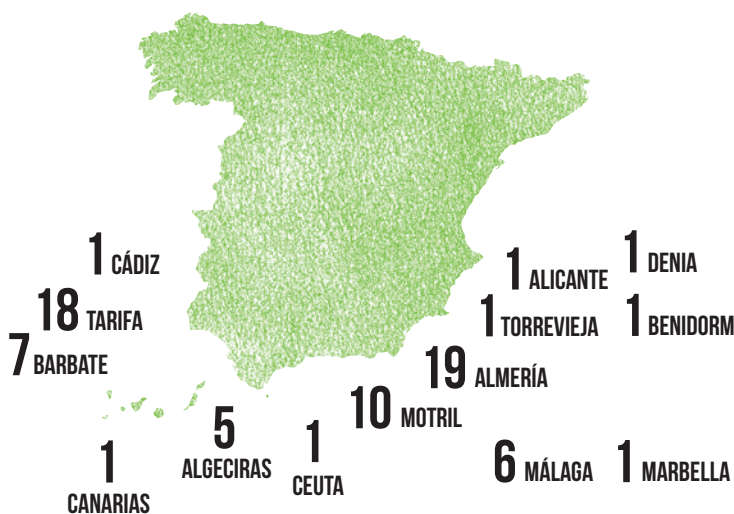 1 CÁDIZ
1 ALICANTE
1 DENIA
18 TARIFA
1 TORREVIEJA
1 BENIDORM
7 BARBATE
19 ALMERÍA
10 MOTRIL
5
ALGECIRAS
1
CEUTA
1
CANARIAS
6 MÁLAGA
1 MARBELLA